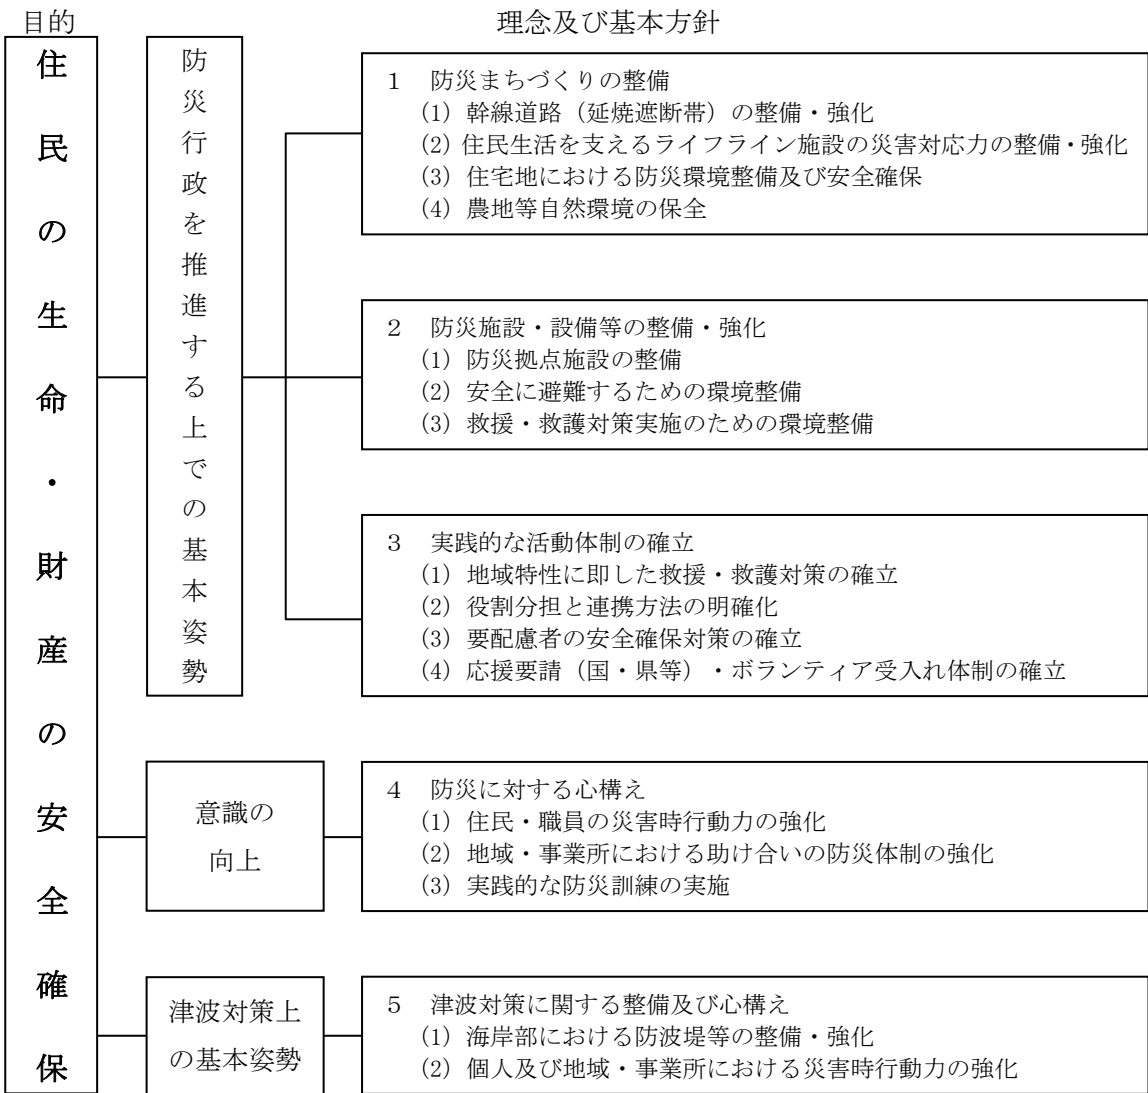 目的
理念及び基本方針
住民の生命・財産の安全確保
防災行政を推進する上での基本姿勢
1 防災まちづくりの整備
(1) 幹線道路（延焼遮断帯）の整備・強化
(2) 住民生活を支えるライフライン施設の災害対応力の整備・強化
(3) 住宅地における防災環境整備及び安全確保
(4) 農地等自然環境の保全
2 防災施設・設備等の整備・強化
(1) 防災拠点施設の整備
(2) 安全に避難するための環境整備
(3) 救援・救護対策実施のための環境整備
3 実践的な活動体制の確立
(1) 地域特性に即した救援・救護対策の確立
(2) 役割分担と連携方法の明確化
(3) 要配慮者の安全確保対策の確立
(4) 応援要請（国・県等）・ボランティア受入れ体制の確立
意識の
向上
4 防災に対する心構え
(1) 住民・職員の災害時行動力の強化
(2) 地域・事業所における助け合いの防災体制の強化
(3) 実践的な防災訓練の実施
津波対策上
の基本姿勢
5 津波対策に関する整備及び心構え
(1) 海岸部における防波堤等の整備・強化
(2) 個人及び地域・事業所における災害時行動力の強化